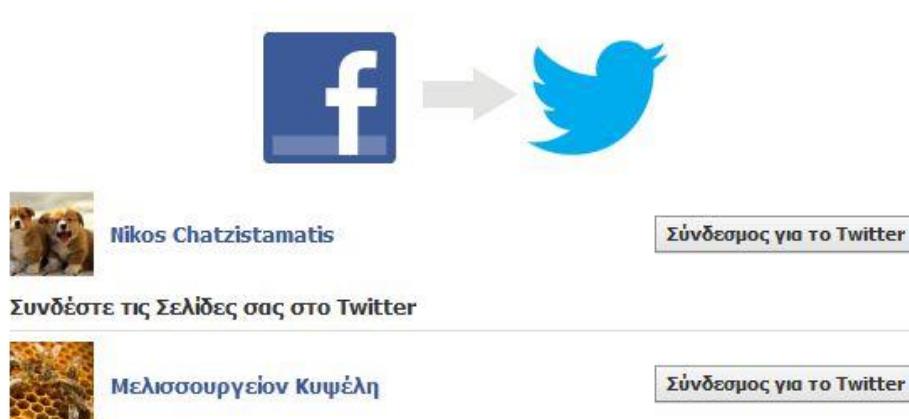 f
Nikos Chatzistamatis
Σύνδεσμος για το Twitter
Συνδέστε τις Σελίδες σας στο Twitter
Μελισσουργείον Κυψέλη
Σύνδεσμος για το Twitter